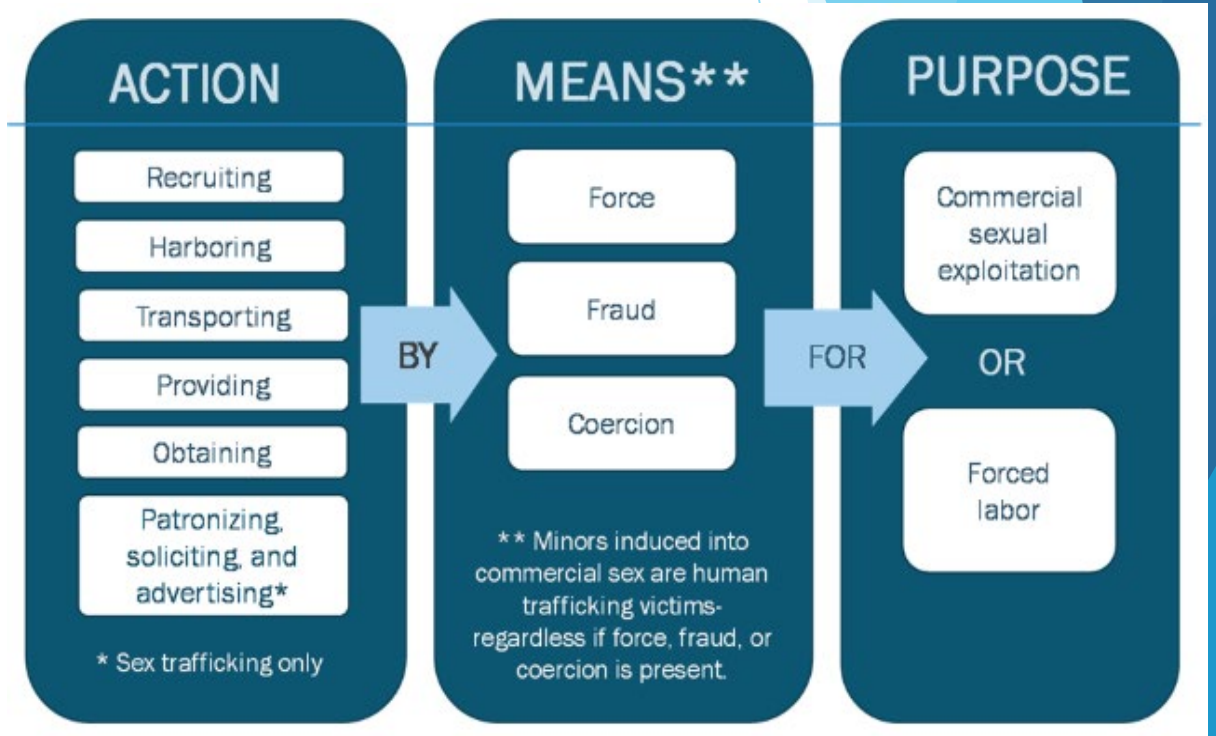 ACTION
Recruiting
Harboring
Transporting
Providing
Obtaining
Patronizing,
soliciting, and
advertising*
* Sex trafficking only
BY
MEANS**
Force
Fraud
Coercion
** Minors induced into
commercial sex are human
trafficking victims-
regardless if force, fraud, or
coercion is present.
FOR
PURPOSE
Commercial
sexual
exploitation
OR
Forced
labor